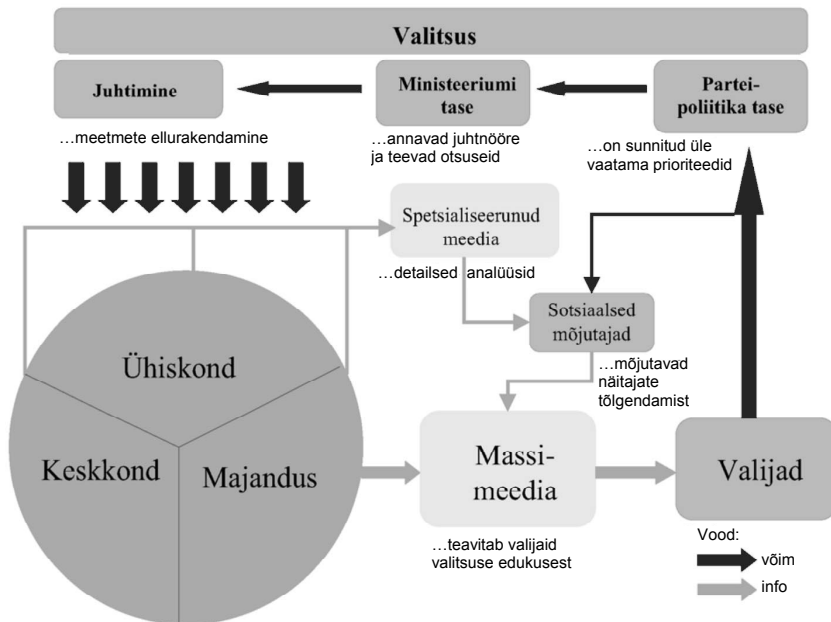 Valitsus
Juhtimine
Ministeeriumi
tase
Partei-
poliitika tase
…meetmete ellurakendamine
…annavad juhtnööre
ja teevad otsuseid
…on sunnitud üle
vaatama prioriteedid
Spetsialiseerunud
meedia
…detailsed analüüsid
Sotsiaalsed
mõjutajad
…mõjutavad
näitajate
tõlgendamist
Ühiskond
Keskkond
Majandus
Massi-
meedia
Valijad
…teavitab valijaid
valitsuse edukusest
Vood:
võim
info